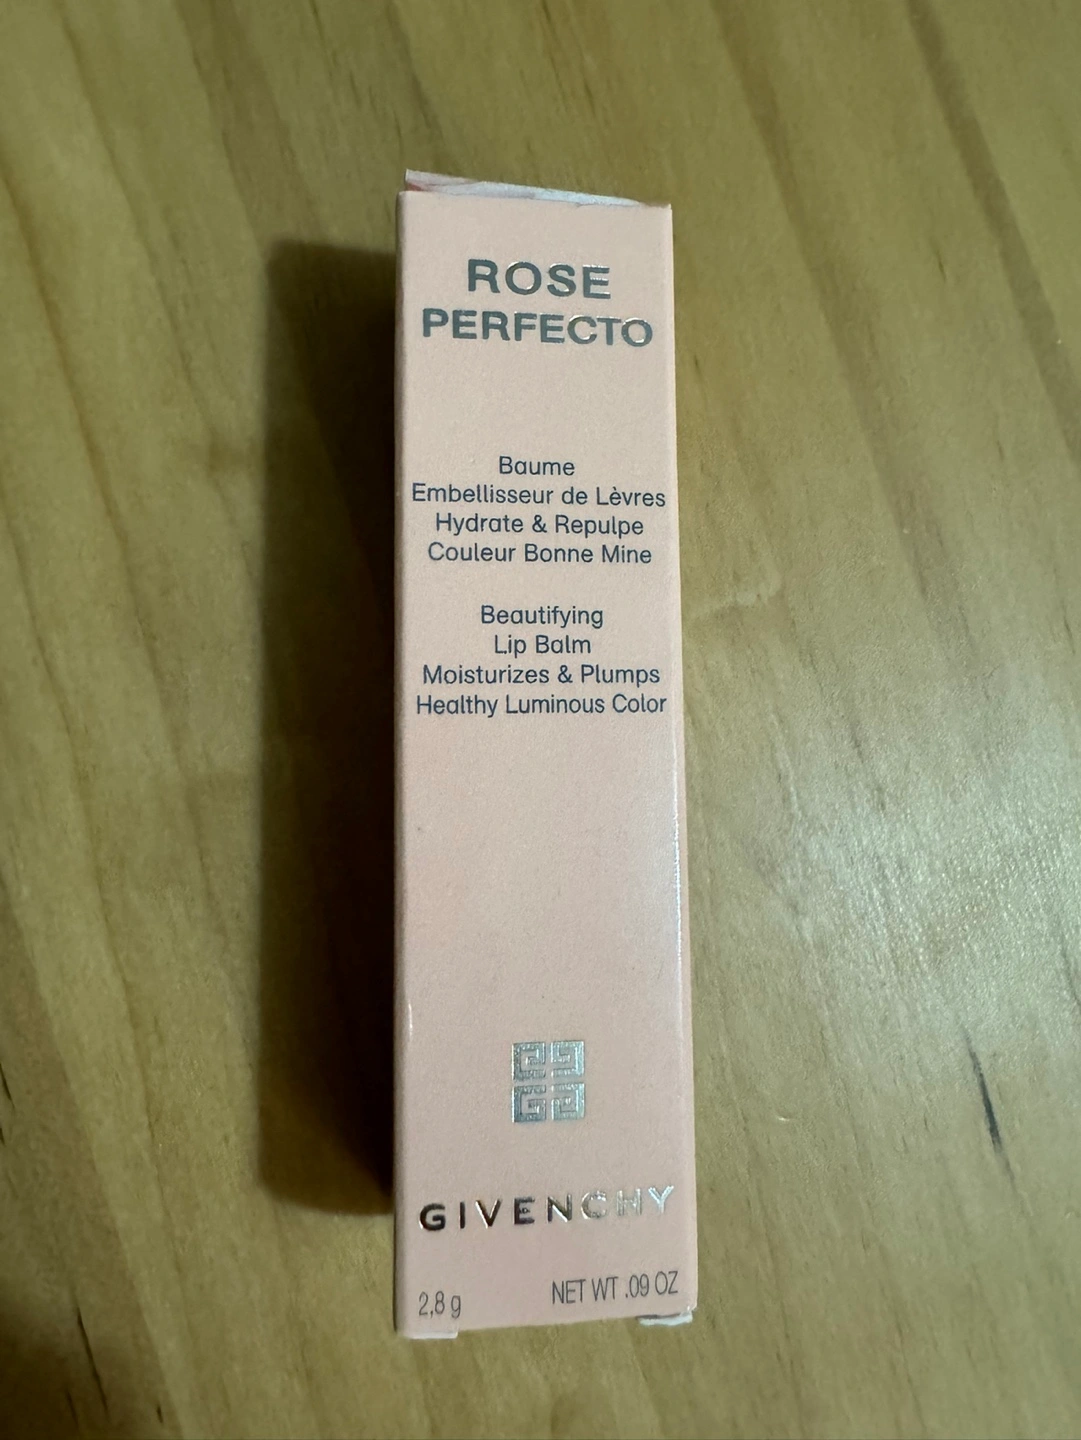 ROSE
PERFECTO
Baume
Embellisseur de Lèvres
Hydrate & Repulpe
Couleur Bonne Mine
Beautifying
Lip Balm
Moisturizes & Plumps
Healthy Luminous Color
GIVENCHY
2,8 g NET WT .09 OZ